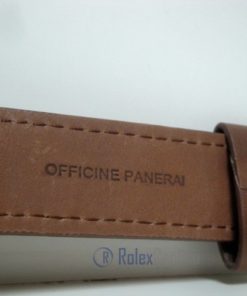 OFFICINE PANERAI
® Rolex